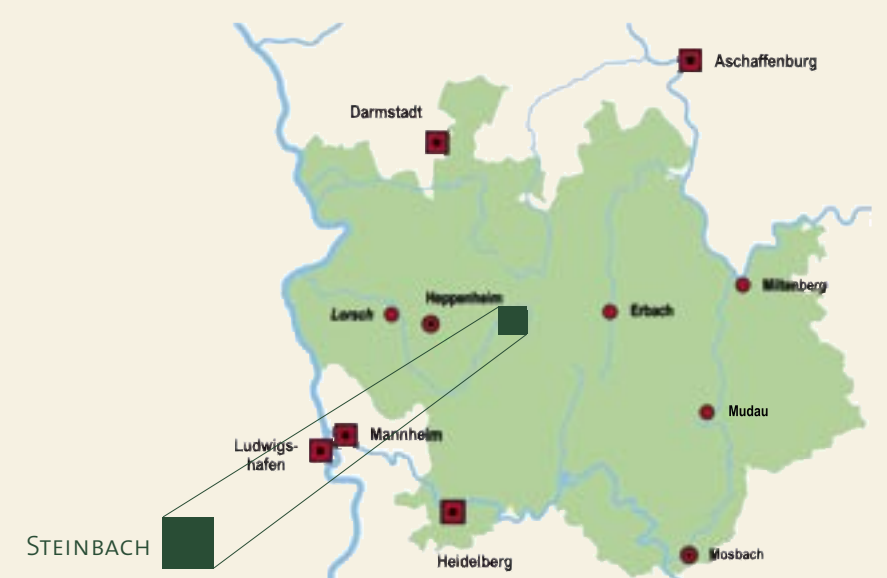 Aschaffenburg
Darmstadt
Miltenberg
Heppenheim
Lorsch
Erbach
Mudau
Mannheim
Ludwigs-
hafen
STEINBACH
Mosbach
Heidelberg